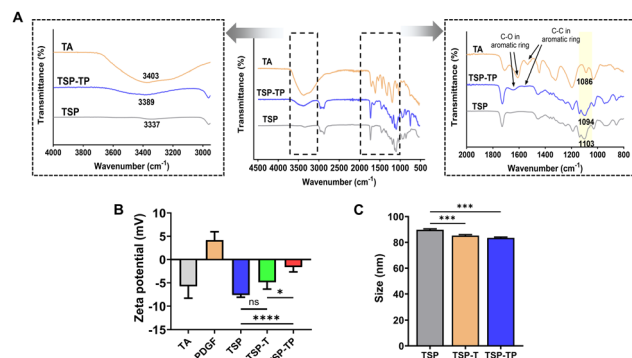 A
Transmittance (%)
TA
3403
TSP-TP
3389
TSP
3337
4000 3800 3600 3400 3200 3000
Wavenumber (cm-1)
Transmittance (%)
TA
TSP-TP
TSP
4500 4000 3500 3000 2500 2000 1500 1000 500
Wavenumber (cm-1)
C-O in
aromatic ring
C-C in
aromatic ring
Transmittance (%)
TA
1086
TSP-TP
1094
TSP
1103
2000 1800 1600 1400 1200 1000 800
Wavenumber (cm-1)
B
Zeta potential (mV)
10
5
0
-5
-10
-15
ns
*
****
TA
PDGF
TSP
TSP-T
TSP-TP
C
Size (nm)
100
80
60
40
20
0
***
***
TSP
TSP-T
TSP-TP